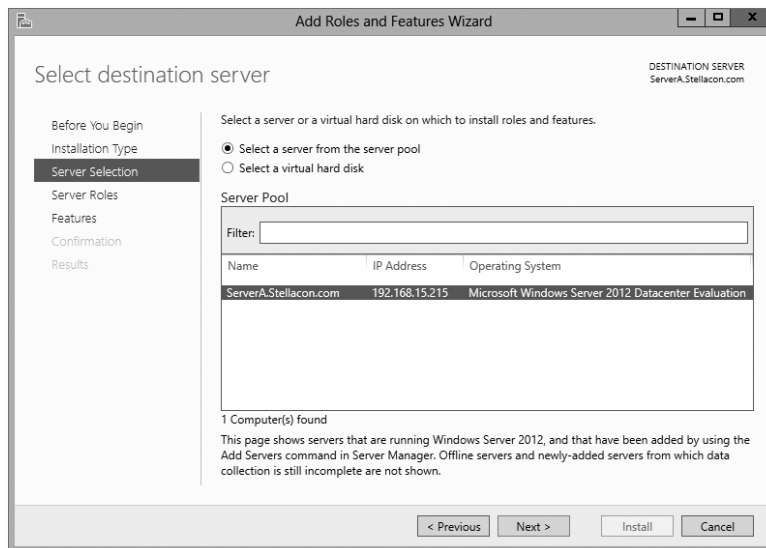 Add Roles and Features Wizard
Select destination server
DESTINATION SERVER
ServerA.Stellacon.com
Before You Begin
Installation Type
Server Selection
Server Roles
Features
Confirmation
Results
Select a server or a virtual hard disk on which to install roles and features.
Select a server from the server pool
Select a virtual hard disk
Server Pool
Filter:
Name IP Address Operating System
ServerA.Stellacon.com 192.168.15.215 Microsoft Windows Server 2012 Datacenter Evaluation
1 Computer(s) found
This page shows servers that are running Windows Server 2012, and that have been added by using the
Add Servers command in Server Manager. Offline servers and newly-added servers from which data
collection is still incomplete are not shown.
< Previous Next > Install Cancel